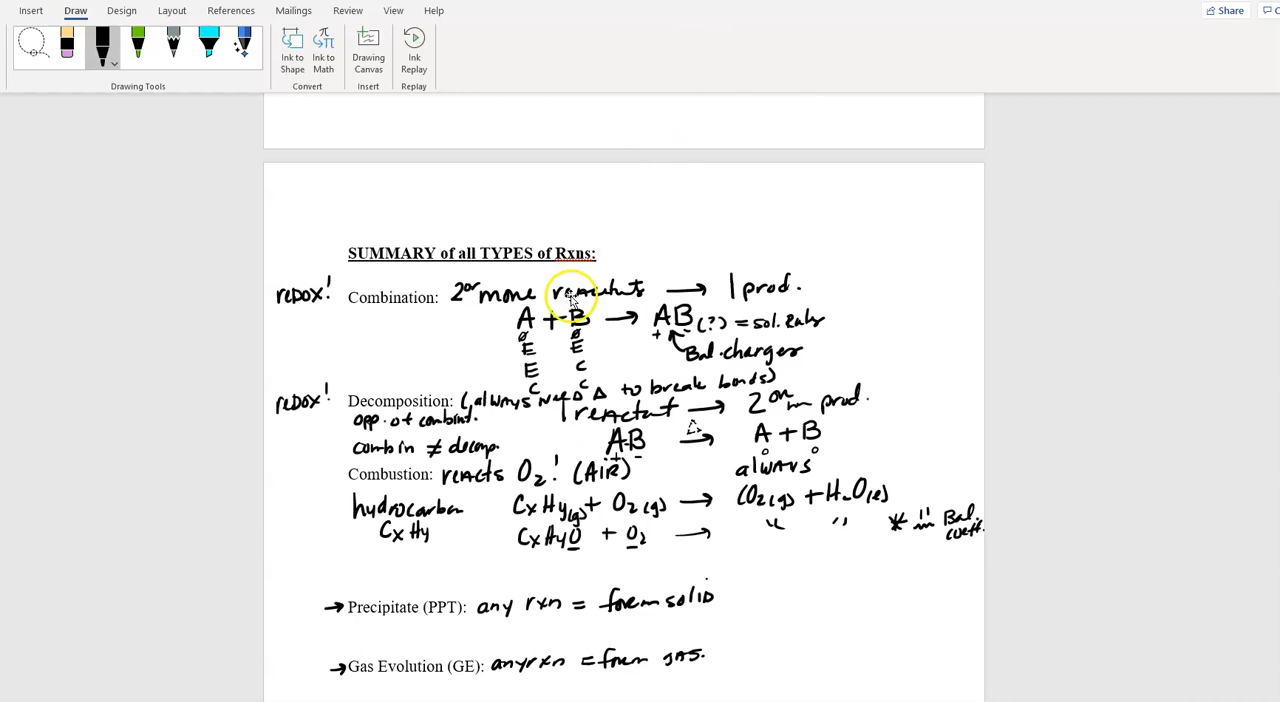 Insert Draw Design Layout References Mailings Review View Help Share
Ink to Shape Ink to Math Drawing Canvas Ink Replay
Drawing Tools Convert Insert Replay
SUMMARY of all TYPES of Rxns:
redox! Combination: 2 or more reactants → 1 prod.
A + B → AB (?) = sol. rules
ø ø + -
E E Bal. charges
E C
C C
redox! Decomposition: (always need Δ to break bonds)
opp. of combin. 1 reactant → 2 or m prod.
combin ≠ decomp. AB Δ → A + B
+ - o o
Combustion: reacts O2! (AIR) always
hydrocarbon CxHy(g) + O2(g) → CO2(g) + H2O(l)
CxHy CxHyO + O2 → " " * in Bal. coeff.
→ Precipitate (PPT): any rxn = form solid
→ Gas Evolution (GE): any rxn = form gas.